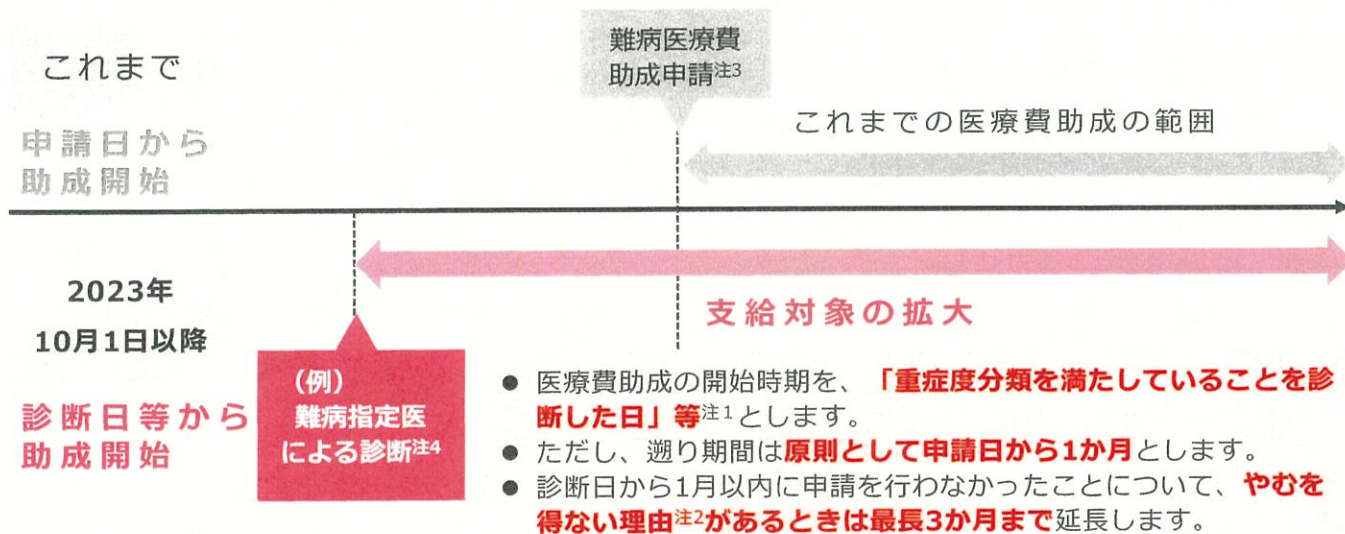 これまで
難病医療費
助成申請注3
申請日から
助成開始
これまでの医療費助成の範囲
2023年
10月1日以降
診断日等から
助成開始
（例）
難病指定医
による診断注4
支給対象の拡大
● 医療費助成の開始時期を、「重症度分類を満たしていることを診
断した日」等注1とします。
● ただし、遡り期間は原則として申請日から1か月とします。
● 診断日から1月以内に申請を行わなかったことについて、やむを
得ない理由注2があるときは最長3か月まで延長します。